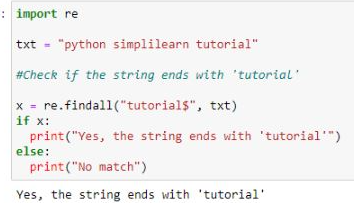 : import re
txt = "python simplilearn tutorial"
#Check if the string ends with 'tutorial'
x = re.findall("tutorial$", txt)
if x:
  print("Yes, the string ends with 'tutorial'")
else:
  print("No match")
Yes, the string ends with 'tutorial'